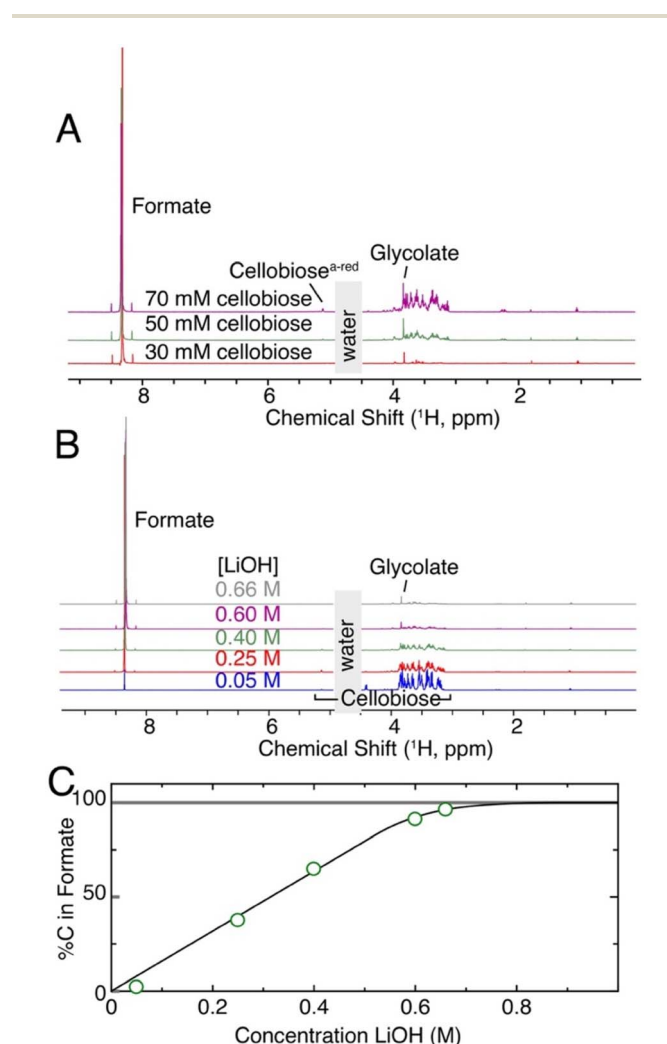 A
Formate
Glycolate
Cellobiose^a-red
70 mM cellobiose
50 mM cellobiose
30 mM cellobiose
water
8 6 4 2
Chemical Shift (¹H, ppm)
B
Formate
[LiOH]
Glycolate
0.66 M
0.60 M
0.40 M
0.25 M
0.05 M
water
Cellobiose
8 6 4 2
Chemical Shift (¹H, ppm)
C
100
50
0
%C in Formate
0 0.2 0.4 0.6 0.8
Concentration LiOH (M)